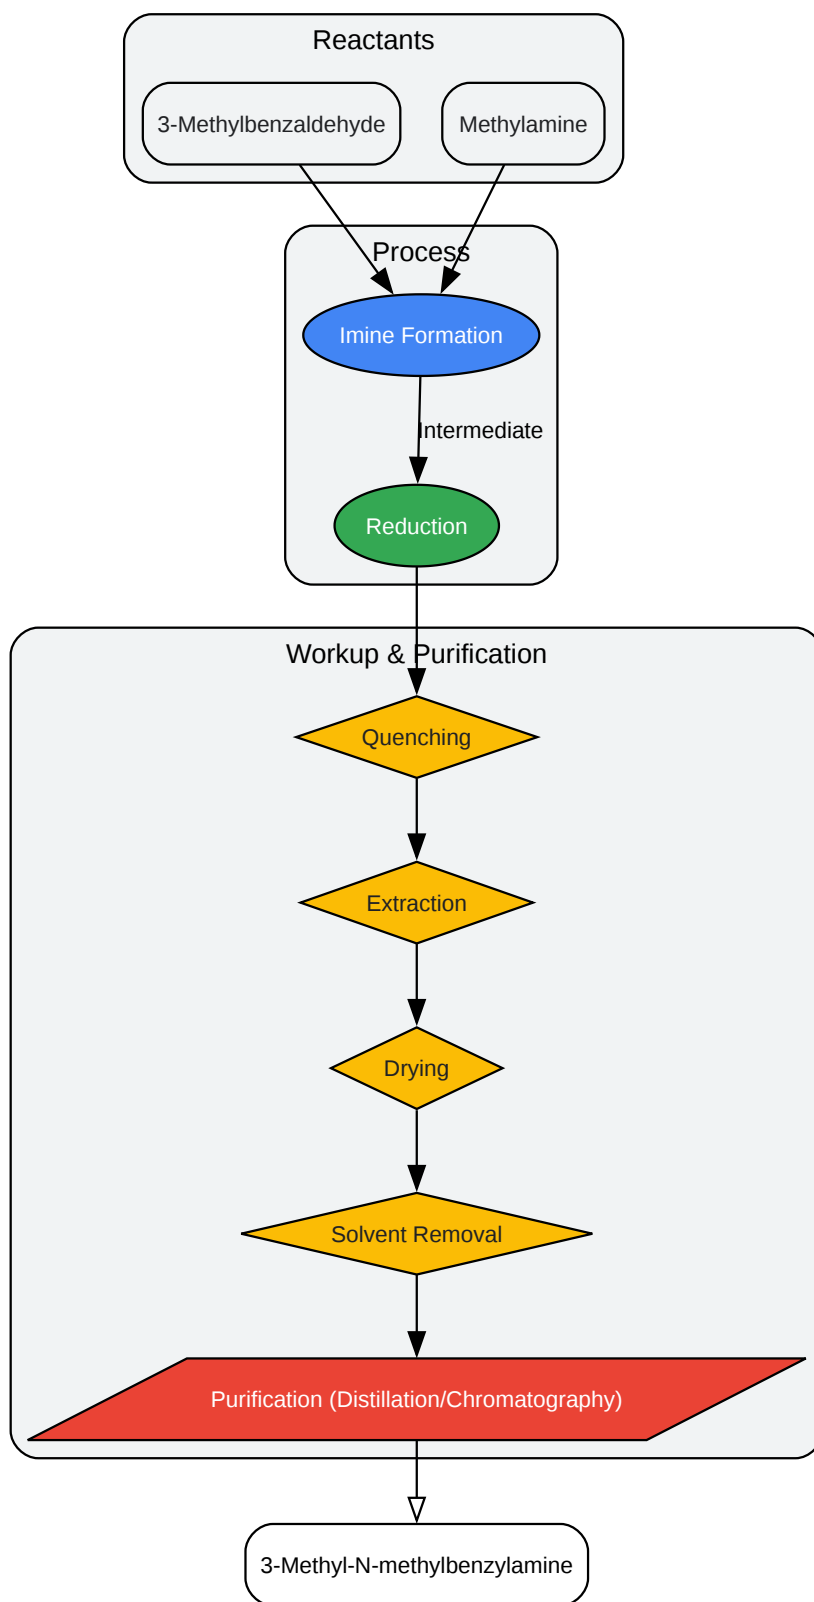 Reactants
3-Methylbenzaldehyde
Methylamine
Process
Imine Formation
Intermediate
Reduction
Workup & Purification
Quenching
Extraction
Drying
Solvent Removal
Purification (Distillation/Chromatography)
3-Methyl-N-methylbenzylamine